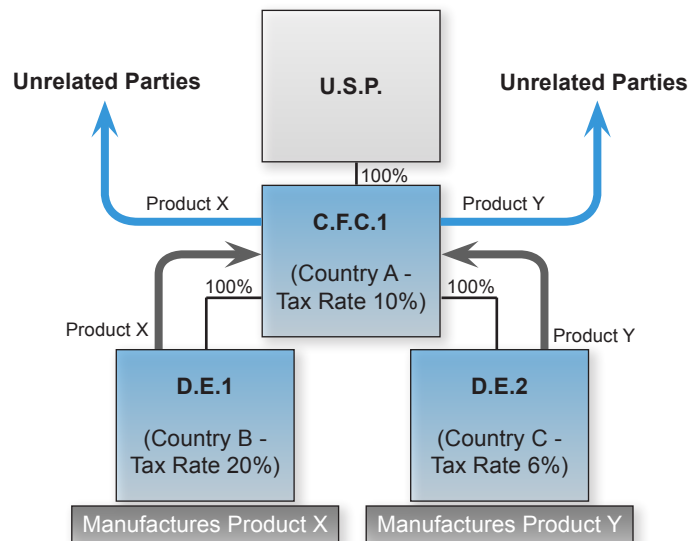 U.S.P.
Unrelated Parties
Unrelated Parties
100%
Product X
Product Y
C.F.C.1
(Country A -
Tax Rate 10%)
100%
100%
Product X
Product Y
D.E.1
(Country B -
Tax Rate 20%)
D.E.2
(Country C -
Tax Rate 6%)
Manufactures Product X
Manufactures Product Y